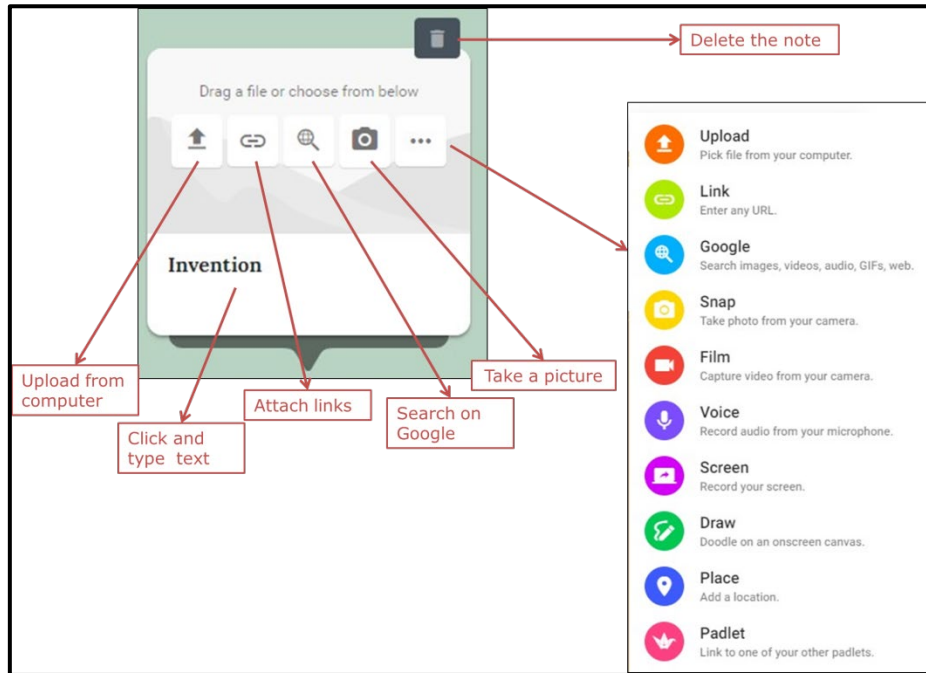 Delete the note
Drag a file or choose from below
Invention
Upload from
computer
Click and
type text
Attach links
Search on
Google
Take a picture
Upload
Pick file from your computer.
Link
Enter any URL.
Google
Search images, videos, audio, GIFs, web.
Snap
Take photo from your camera.
Film
Capture video from your camera.
Voice
Record audio from your microphone.
Screen
Record your screen.
Draw
Doodle on an onscreen canvas.
Place
Add a location.
Padlet
Link to one of your other padlets.